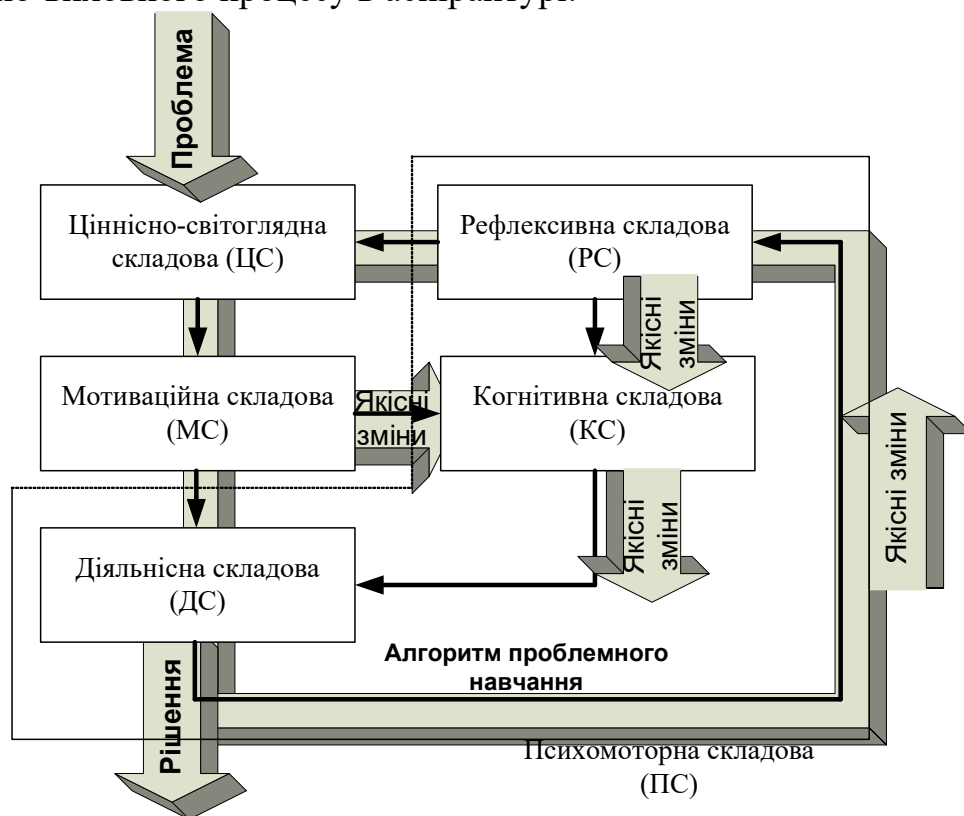 Проблема
Ціннісно-світоглядна
складова (ЦС)
Рефлексивна складова
(РС)
Якісні
зміни
Мотиваційна складова
(МС)
Якісні
зміни
Когнітивна складова
(КС)
Якісні
зміни
Якісні зміни
Діяльнісна складова
(ДС)
Алгоритм проблемного
навчання
Рішення
Психомоторна складова
(ПС)